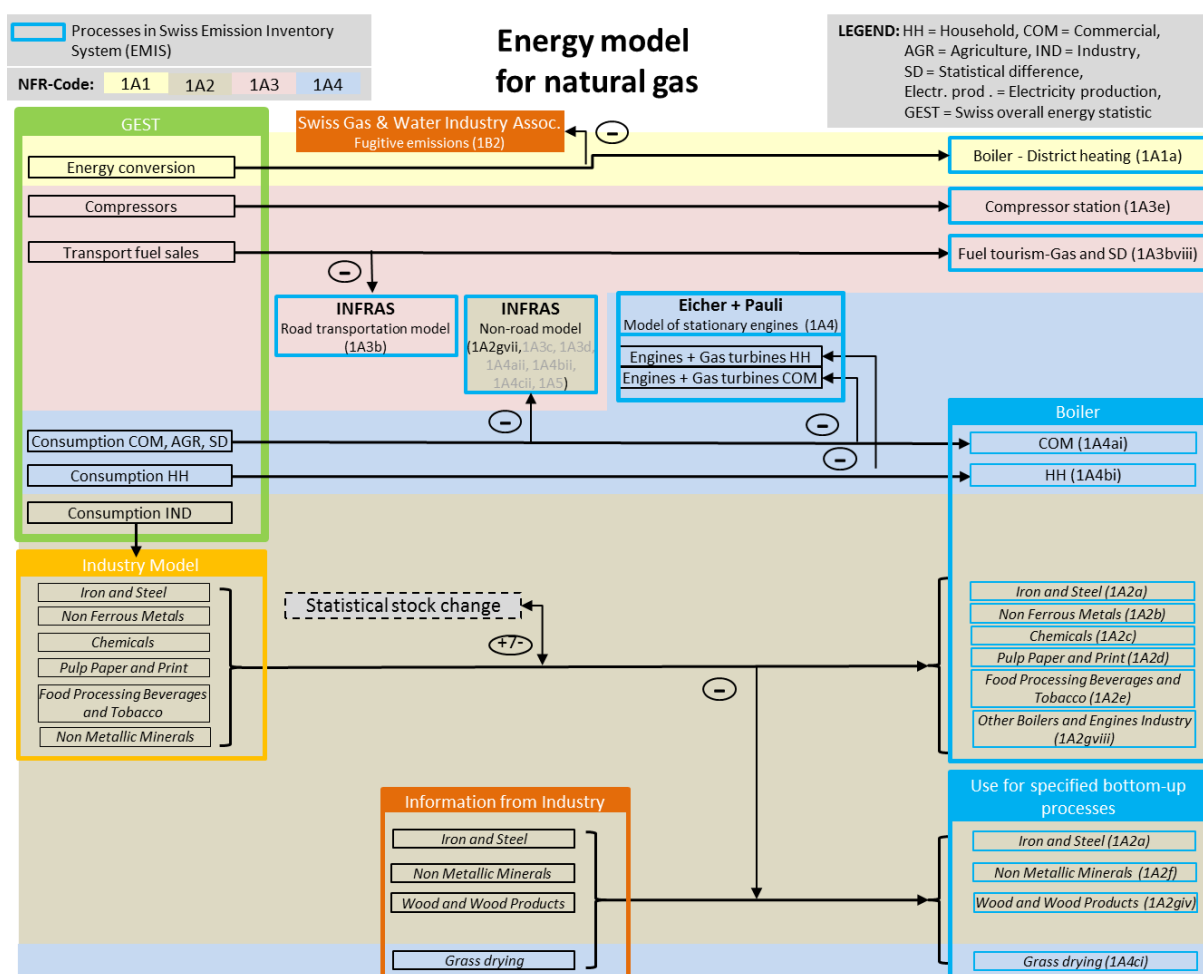 Processes in Swiss Emission Inventory
System (EMIS)
NFR-Code: 1A1 1A2 1A3 1A4
Energy model
for natural gas
LEGEND: HH = Household, COM = Commercial,
AGR = Agriculture, IND = Industry,
SD = Statistical difference,
Electr. prod . = Electricity production,
GEST = Swiss overall energy statistic
GEST
Swiss Gas & Water Industry Assoc.
Fugitive emissions (1B2)
-
Energy conversion
Boiler - District heating (1A1a)
Compressors
Compressor station (1A3e)
Transport fuel sales
Fuel tourism-Gas and SD (1A3bviii)
-
INFRAS
Road transportation model
(1A3b)
INFRAS
Non-road model
(1A2gvii,1A3c, 1A3d,
1A4aii, 1A4bii,
1A4cii, 1A5)
Eicher + Pauli
Model of stationary engines (1A4)
Engines + Gas turbines HH
Engines + Gas turbines COM
-
-
-
Boiler
Consumption COM, AGR, SD
COM (1A4ai)
Consumption HH
HH (1A4bi)
Consumption IND
Industry Model
Iron and Steel
Non Ferrous Metals
Chemicals
Pulp Paper and Print
Food Processing Beverages
and Tobacco
Non Metallic Minerals
Statistical stock change
+7-
-
Iron and Steel (1A2a)
Non Ferrous Metals (1A2b)
Chemicals (1A2c)
Pulp Paper and Print (1A2d)
Food Processing Beverages and
Tobacco (1A2e)
Other Boilers and Engines Industry
(1A2gviii)
Information from Industry
Iron and Steel
Non Metallic Minerals
Wood and Wood Products
Grass drying
Use for specified bottom-up
processes
Iron and Steel (1A2a)
Non Metallic Minerals (1A2f)
Wood and Wood Products (1A2giv)
Grass drying (1A4ci)